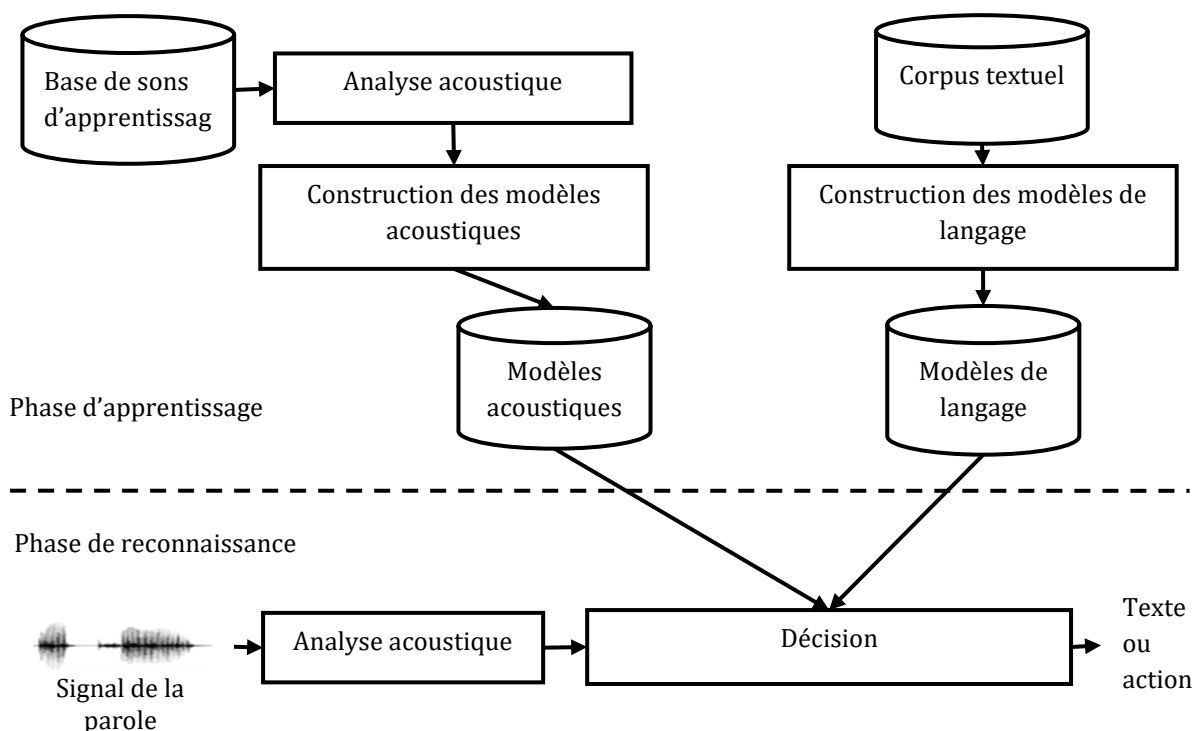 Base de sons
d’apprentissag
Analyse acoustique
Corpus textuel
Construction des modèles
acoustiques
Construction des modèles de
langage
Modèles
acoustiques
Modèles de
langage
Phase d’apprentissage
Phase de reconnaissance
Signal de la
parole
Analyse acoustique
Décision
Texte
ou
action